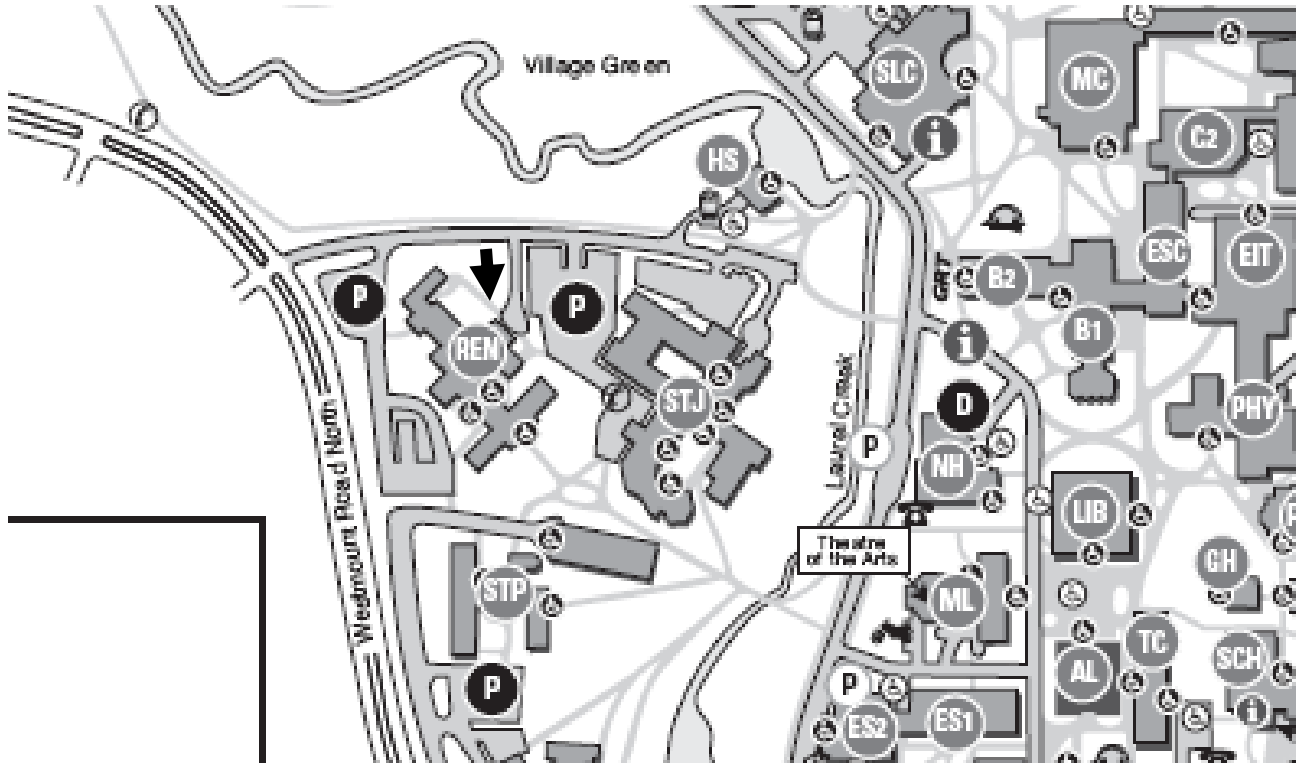 Village Green
SLC
MC
C2
HS
ESC
EIT
B2
GRT
P
P
REN
B1
STJ
PHY
D
Laurel Creek
P
NH
Westmount Road North
LIB
Theatre
of the Arts
GH
STP
ML
TC
SCH
AL
P
P
ES2
ES1
i
i
i